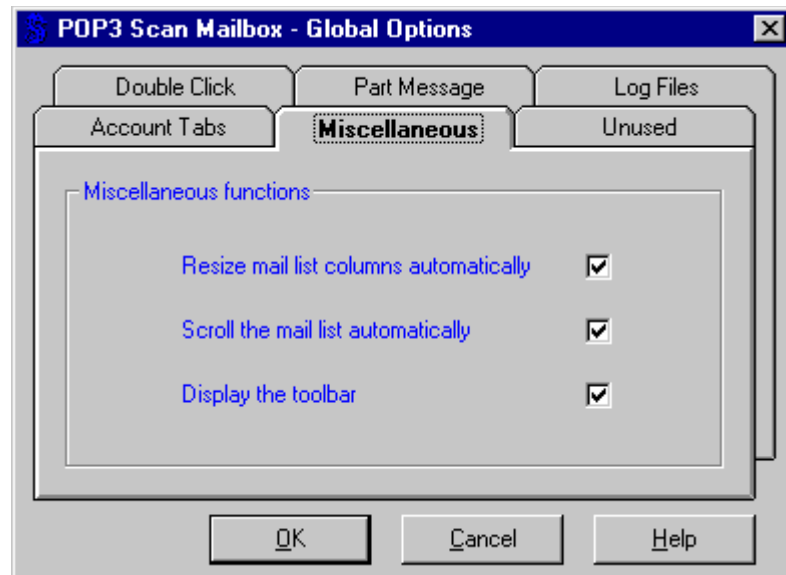 POP3 Scan Mailbox - Global Options
Double Click Part Message Log Files
Account Tabs Miscellaneous Unused
Miscellaneous functions
Resize mail list columns automatically
Scroll the mail list automatically
Display the toolbar
OK Cancel Help